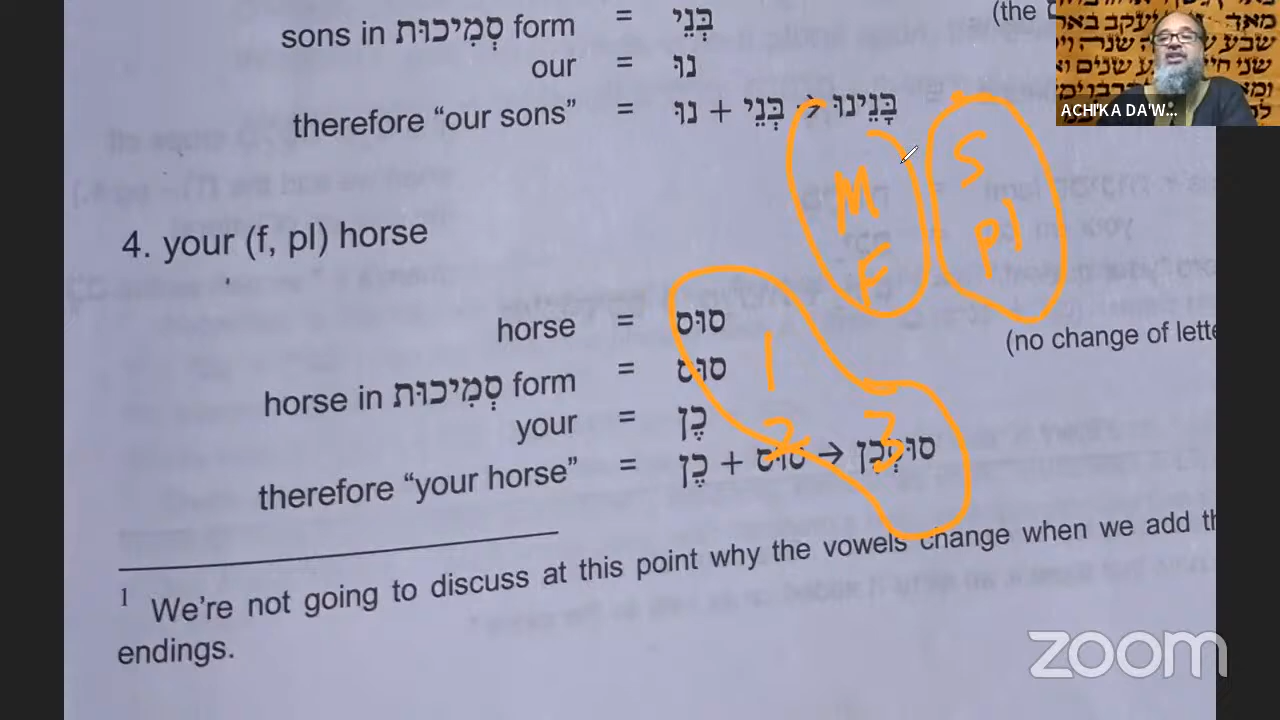 sons in סְמִיכוּת form = בְּנֵי
(the
our = נוּ
therefore “our sons” = בְּנֵי + נוּ → בָּנֵינוּ
ACHI'KA DA'W...
M
F
S
pl
4. your (f, pl) horse
horse = סוּס
(no change of lette
horse in סְמִיכוּת form = סוּס
your = כֶן
therefore “your horse” = סוּס + כֶן → סוּסְכֶן
1
2 3
1 We’re not going to discuss at this point why the vowels change when we add th
endings.
zoom